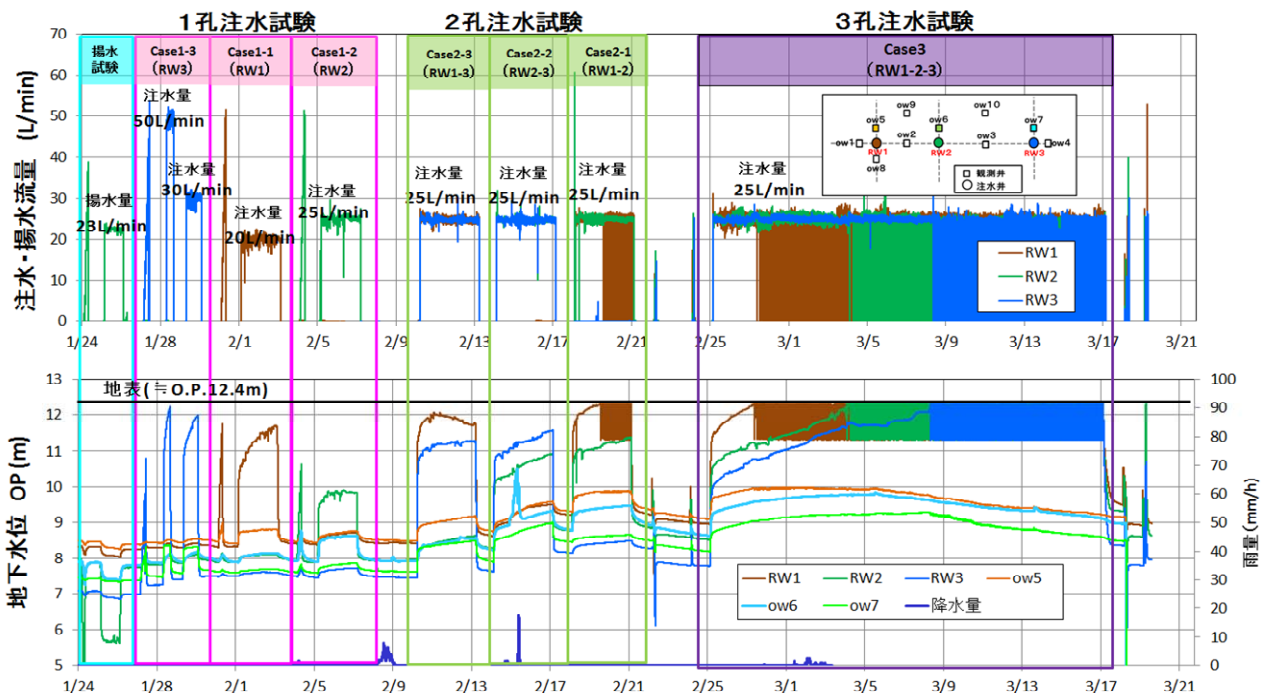 1孔注水試験 2孔注水試験 3孔注水試験
注水・揚水流量 (L/min)
70
60
50
40
30
20
10
0
揚水
試験
Case1-3
(RW3)
Case1-1
(RW1)
Case1-2
(RW2)
Case2-3
(RW1-3)
Case2-2
(RW2-3)
Case2-1
(RW1-2)
Case3
(RW1-2-3)
揚水量
23L/min
注水量
50L/min
注水量
30L/min
注水量
20L/min
注水量
25L/min
注水量
25L/min
注水量
25L/min
注水量
25L/min
注水量
25L/min
ow9 ow10
ow5 ow6 ow7
ow1 ow2 ow3 ow4
RW1 RW2 RW3
ow8
観測井
注水井
RW1
RW2
RW3
1/24 1/28 2/1 2/5 2/9 2/13 2/17 2/21 2/25 3/1 3/5 3/9 3/13 3/17 3/21
地下水位 OP(m)
13
12
11
10
9
8
7
6
5
地表(≒O.P.12.4m)
100
90
80
70
60
50
40
30
20
10
0
雨量(mm/h)
RW1 RW2 RW3 ow5
ow6 ow7 降水量
1/24 1/28 2/1 2/5 2/9 2/13 2/17 2/21 2/25 3/1 3/5 3/9 3/13 3/17 3/21